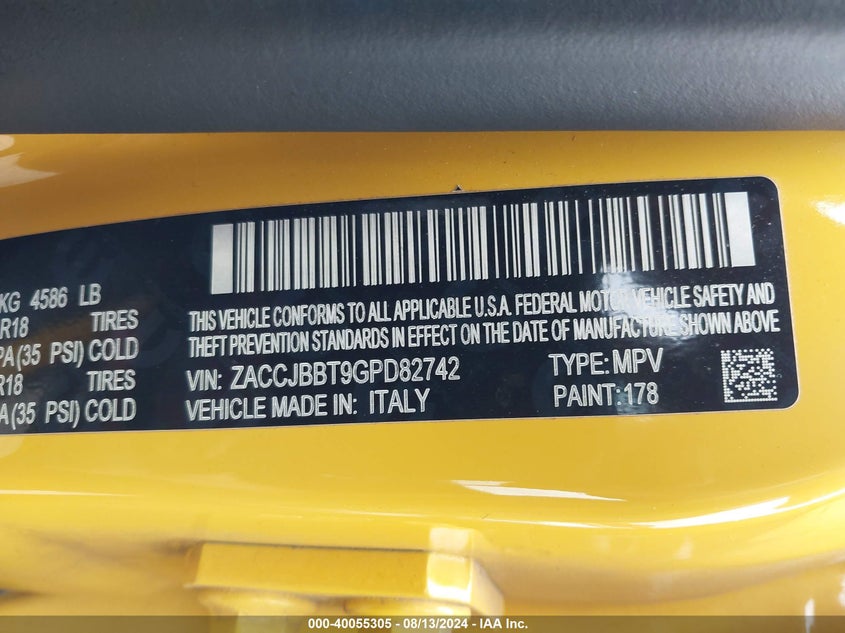 KG 4586 LB
R18 TIRES
PA (35 PSI) COLD
R18 TIRES
A (35 PSI) COLD
THIS VEHICLE CONFORMS TO ALL APPLICABLE U.S.A. FEDERAL MOTOR VEHICLE SAFETY AND
THEFT PREVENTION STANDARDS IN EFFECT ON THE DATE OF MANUFACTURE SHOWN ABOVE.
VIN: ZACCJBBT9GPD82742 TYPE: MPV
VEHICLE MADE IN: ITALY PAINT: 178
000-40055305 - 08/13/2024 - IAA Inc.